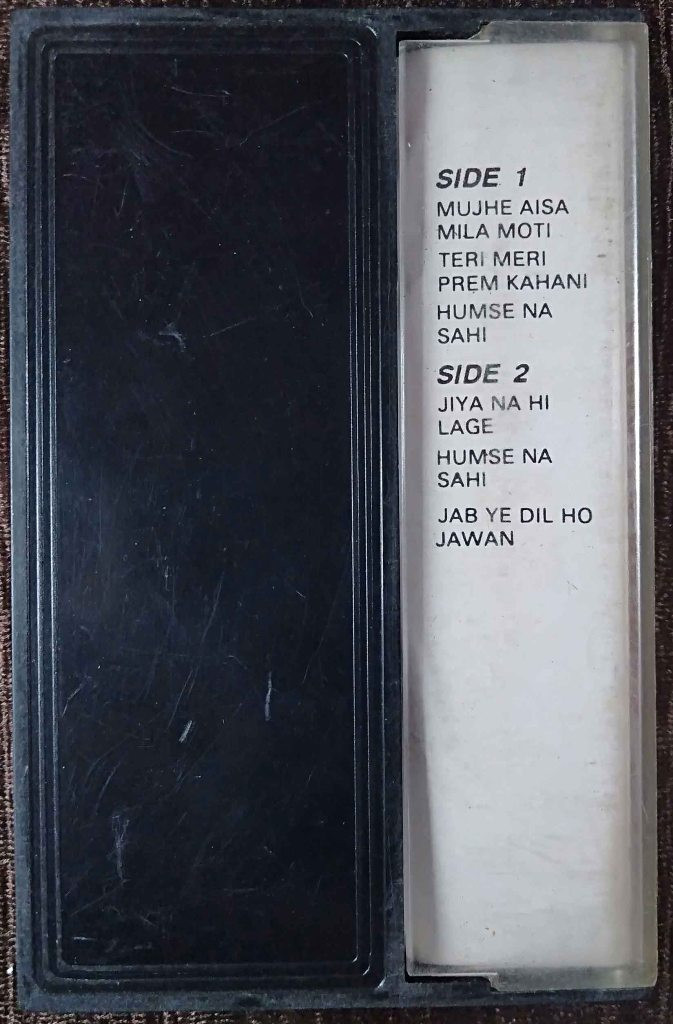 SIDE 1
MUJHE AISA
MILA MOTI
TERI MERI
PREM KAHANI
HUMSE NA
SAHI
SIDE 2
JIYA NA HI
LAGE
HUMSE NA
SAHI
JAB YE DIL HO
JAWAN